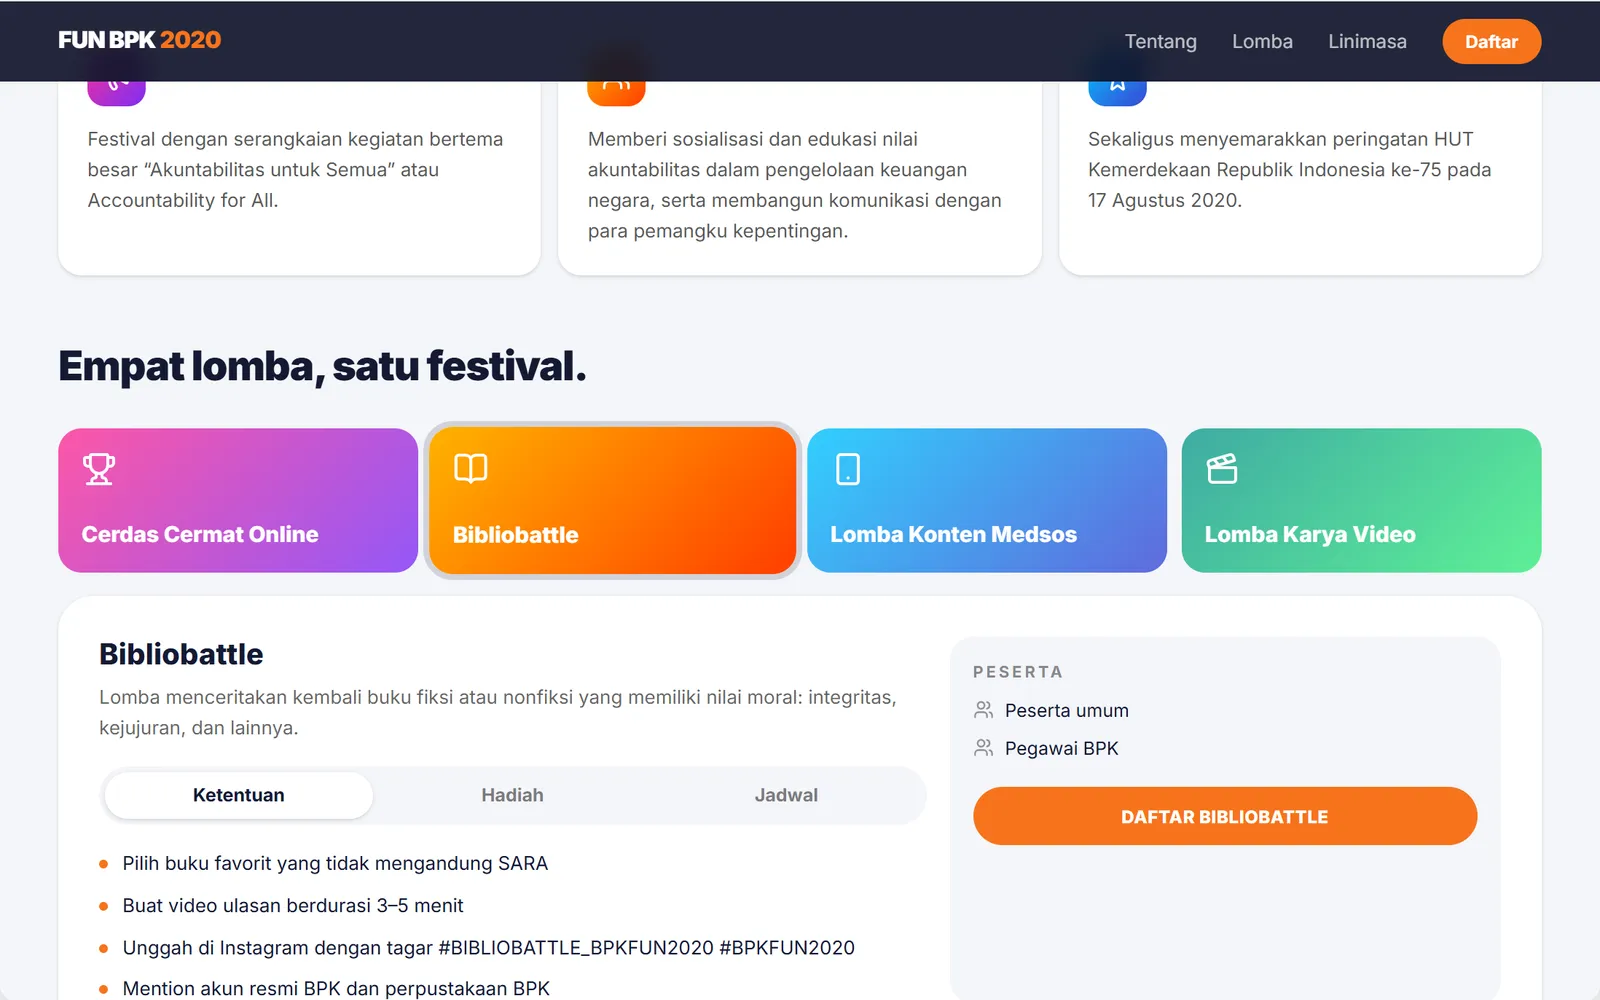 FUN BPK 2020
Tentang
Lomba
Linimasa
Daftar
Festival dengan serangkaian kegiatan bertema
besar “Akuntabilitas untuk Semua” atau
Accountability for All.
Memberi sosialisasi dan edukasi nilai
akuntabilitas dalam pengelolaan keuangan
negara, serta membangun komunikasi dengan
para pemangku kepentingan.
Sekaligus menyemarakkan peringatan HUT
Kemerdekaan Republik Indonesia ke-75 pada
17 Agustus 2020.
Empat lomba, satu festival.
Cerdas Cermat Online
Bibliobattle
Lomba Konten Medsos
Lomba Karya Video
Bibliobattle
Lomba menceritakan kembali buku fiksi atau nonfiksi yang memiliki nilai moral: integritas,
kejujuran, dan lainnya.
Ketentuan
Hadiah
Jadwal
Pilih buku favorit yang tidak mengandung SARA
Buat video ulasan berdurasi 3–5 menit
Unggah di Instagram dengan tagar #BIBLIOBATTLE_BPKFUN2020 #BPKFUN2020
Mention akun resmi BPK dan perpustakaan BPK
PESERTA
Peserta umum
Pegawai BPK
DAFTAR BIBLIOBATTLE